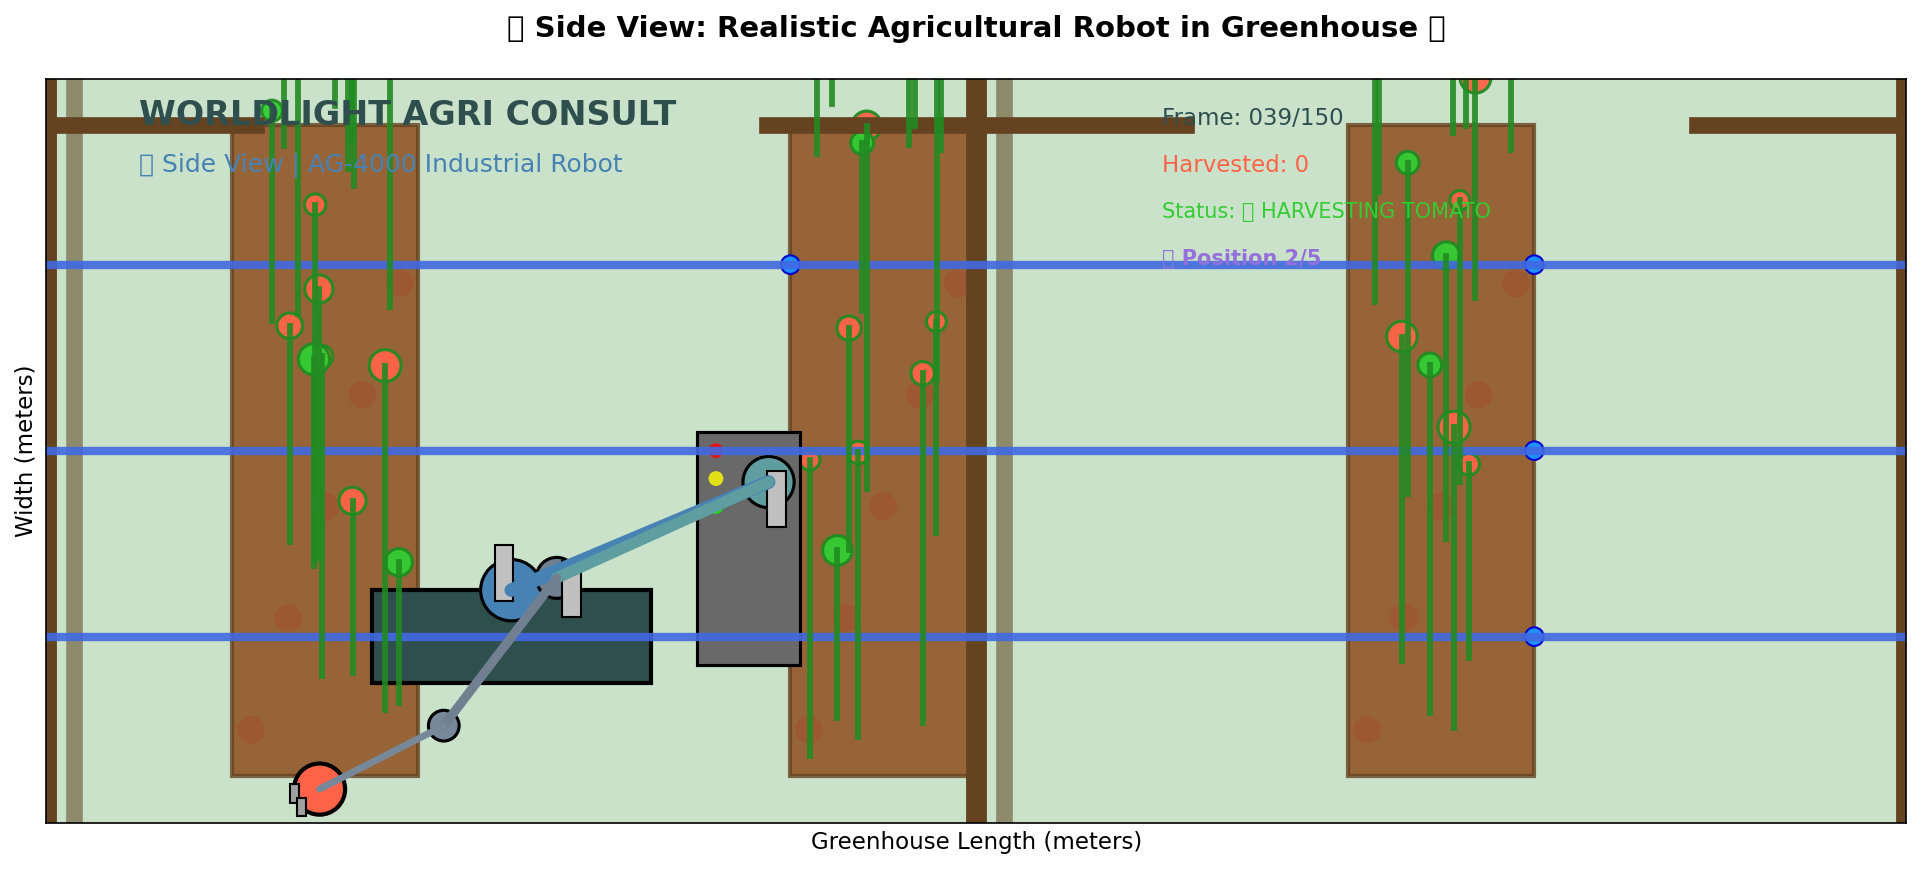 ▯ Side View: Realistic Agricultural Robot in Greenhouse ▯
WORLDLIGHT AGRI CONSULT
▯ Side View | AG-4000 Industrial Robot
Frame: 039/150
Harvested: 0
Status: ▯ HARVESTING TOMATO
▯ Position 2/5
Width (meters)
Greenhouse Length (meters)